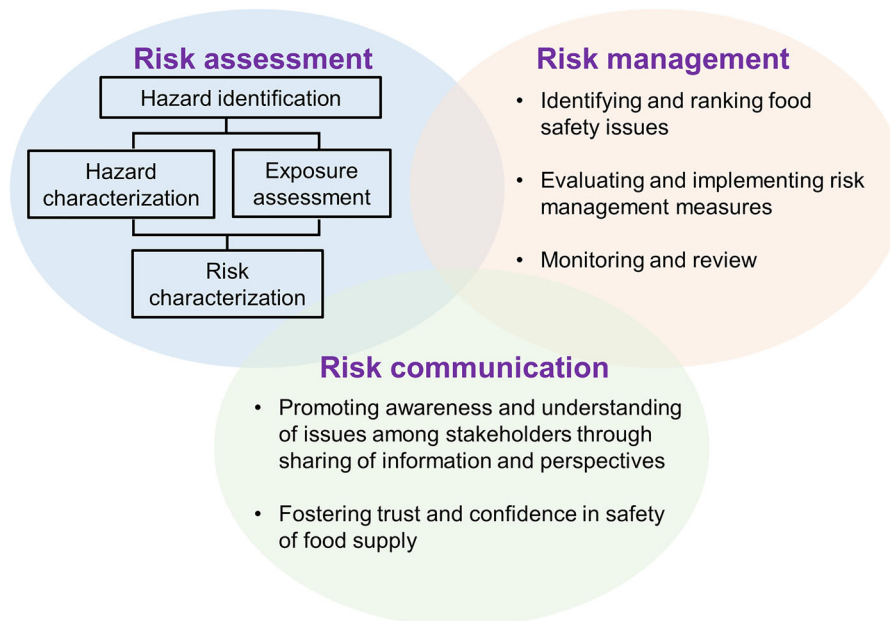 Risk assessment
Hazard identification
Hazard
characterization
Exposure
assessment
Risk
characterization
Risk management
• Identifying and ranking food
safety issues
• Evaluating and implementing risk
management measures
• Monitoring and review
Risk communication
• Promoting awareness and understanding
of issues among stakeholders through
sharing of information and perspectives
• Fostering trust and confidence in safety
of food supply